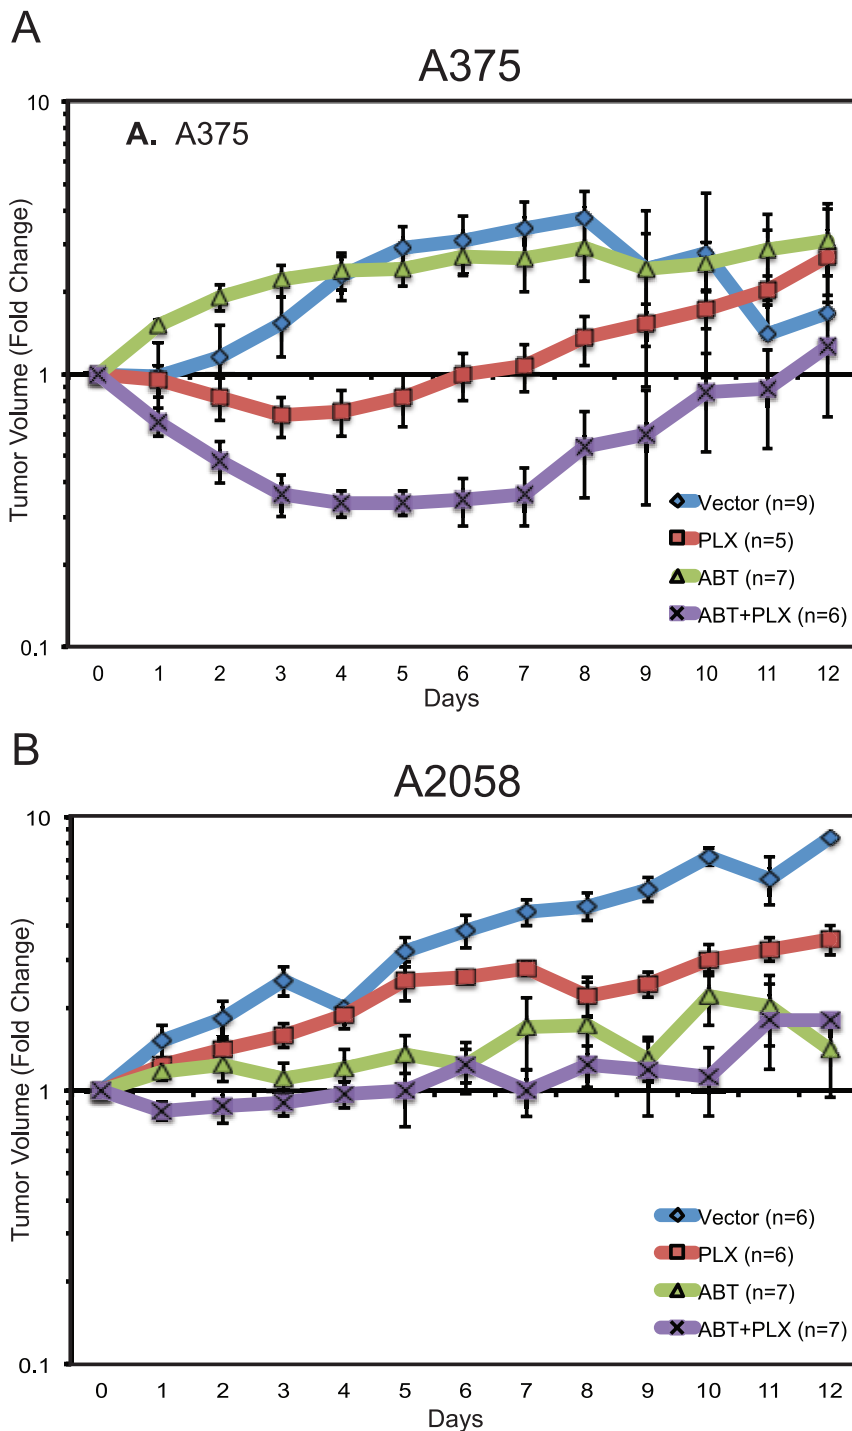 A
A375
10
A. A375
1
0.1
Tumor Volume (Fold Change)
Vector (n=9)
PLX (n=5)
ABT (n=7)
ABT+PLX (n=6)
0 1 2 3 4 5 6 7 8 9 10 11 12
Days
B
A2058
10
1
0.1
Tumor Volume (Fold Change)
Vector (n=6)
PLX (n=6)
ABT (n=7)
ABT+PLX (n=7)
0 1 2 3 4 5 6 7 8 9 10 11 12
Days